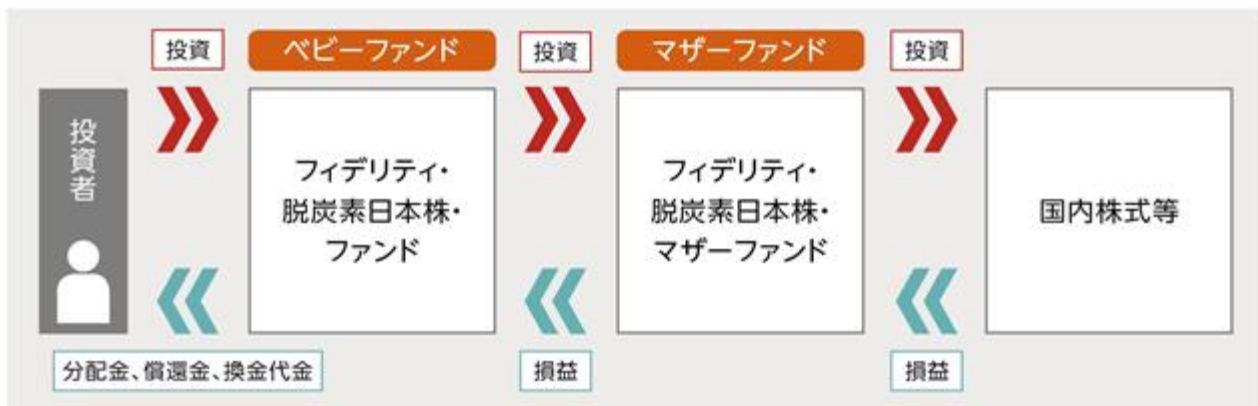 投資
ベビーファンド
投資
マザーファンド
投資
投資者
フィデリティ・
脱炭素日本株・
ファンド
フィデリティ・
脱炭素日本株・
マザーファンド
国内株式等
分配金、償還金、換金代金
損益
損益